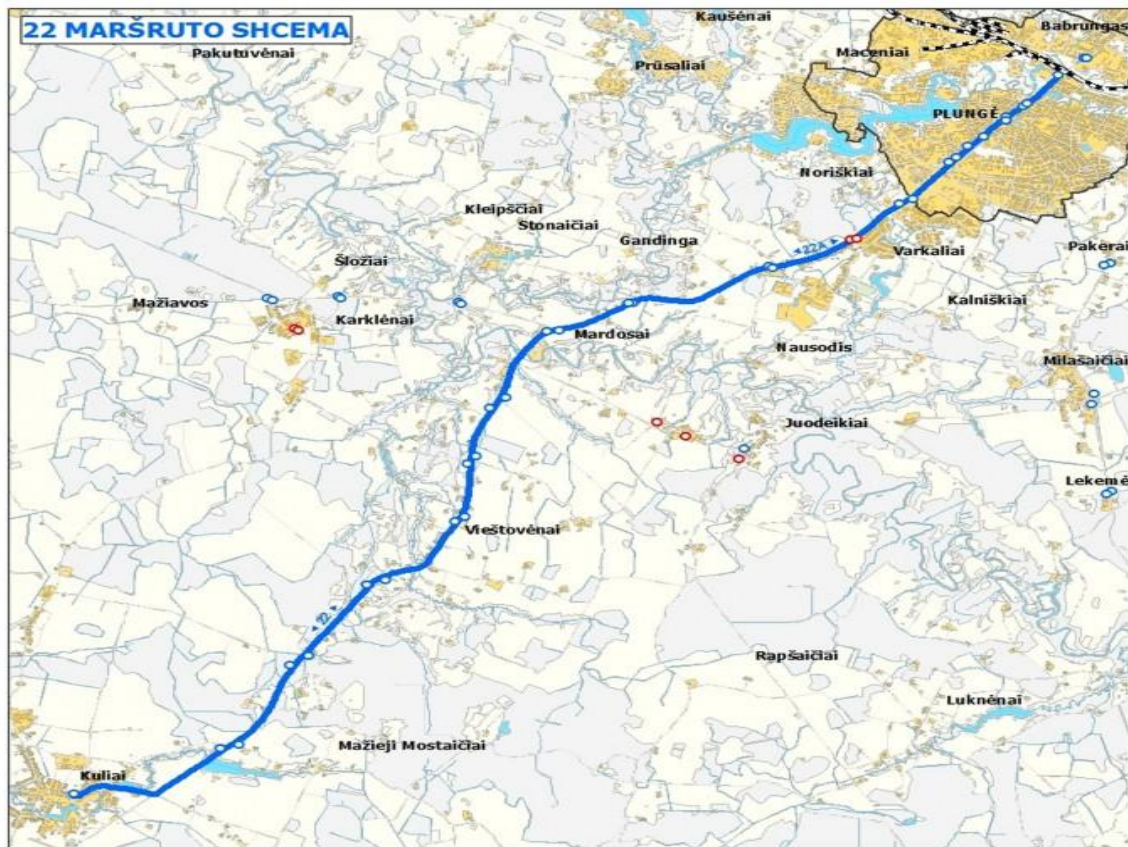 22 MARŠRUTO SHCEMA
Kaušėnai
Babrungas
Pakutuvėnai
Maceniai
Prūsaliai
PLUNGĖ
Noriškiai
Kleipščiai
Stonaičiai
Gandinga
◄22A►
Varkaliai
Pakerai
Šložiai
Mažiavos
Karklėnai
Kalniškiai
Mardosai
Nausodis
Milašaičiai
Juodeikiai
Lekemė
Vieštovėnai
◄22►
Rapšaičiai
Luknėnai
Mažieji Mostaičiai
Kuliai